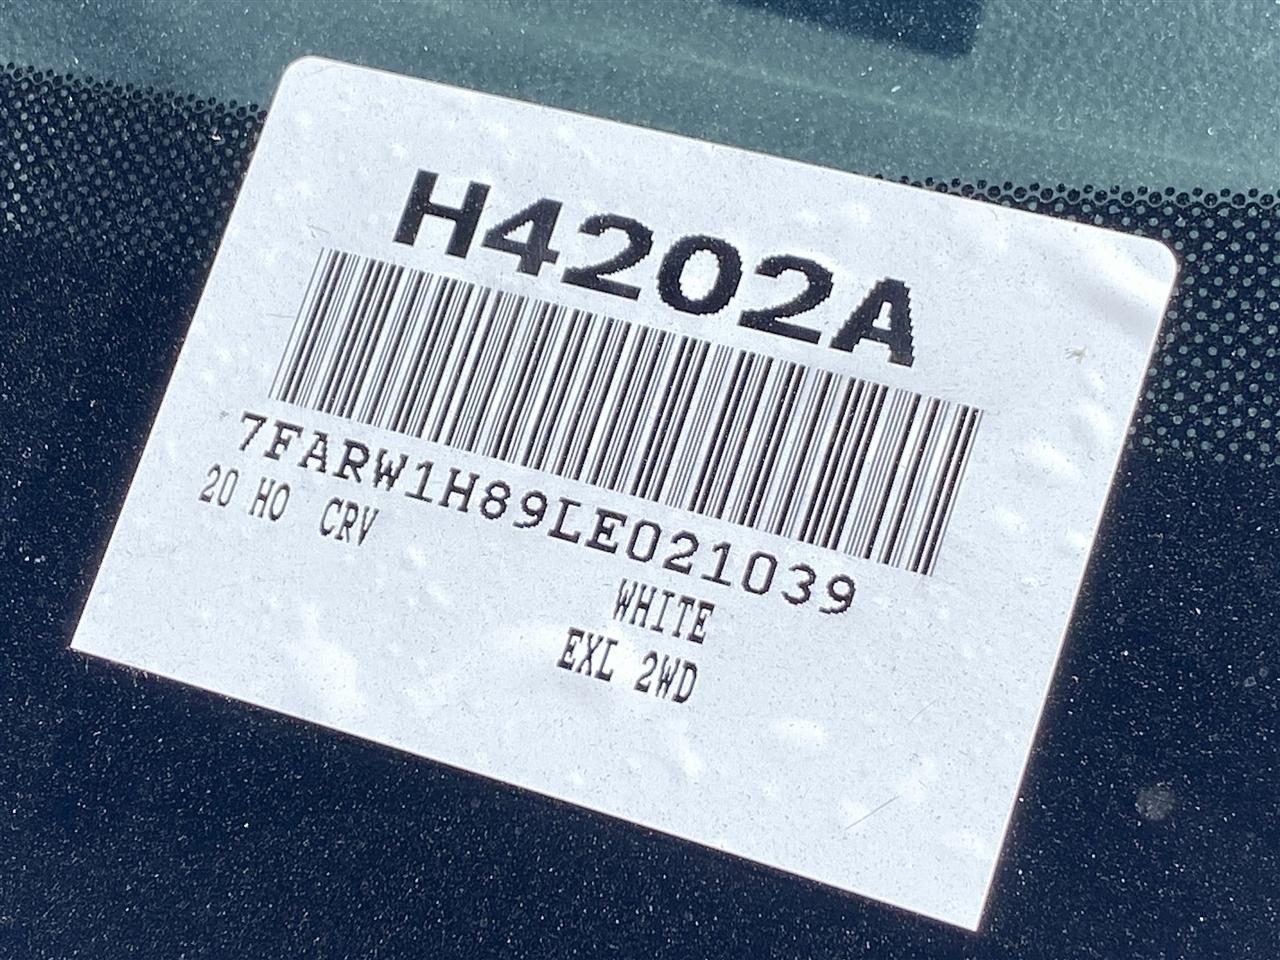 H4202A
7FARW1H89LE021039
20 HO CRV
WHITE
EXL 2WD